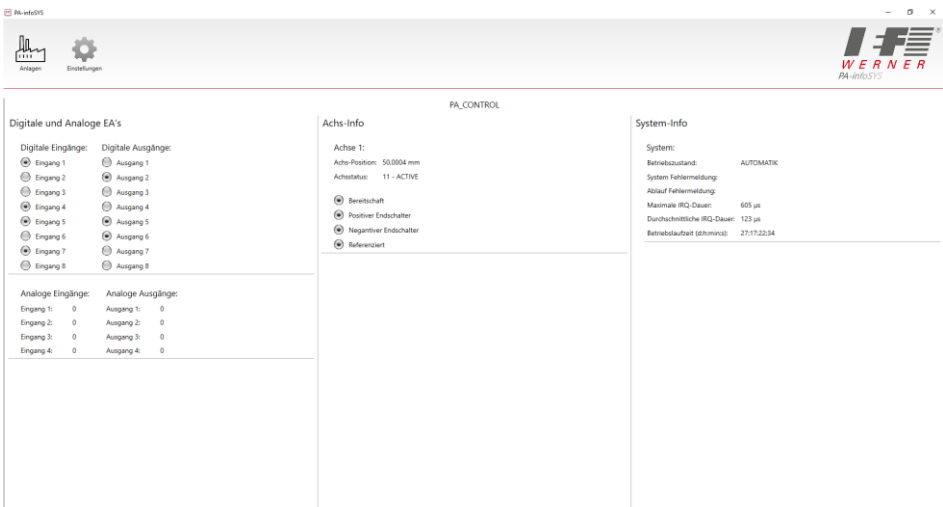 PA-infoSYS
Anlagen
Einstellungen
IEF ®
WERNER
PA-infoSYS
PA_CONTROL
Digitale und Analoge EA's
Digitale Eingänge: Digitale Ausgänge:
Eingang 1 Ausgang 1
Eingang 2 Ausgang 2
Eingang 3 Ausgang 3
Eingang 4 Ausgang 4
Eingang 5 Ausgang 5
Eingang 6 Ausgang 6
Eingang 7 Ausgang 7
Eingang 8 Ausgang 8
Analoge Eingänge: Analoge Ausgänge:
Eingang 1: 0 Ausgang 1: 0
Eingang 2: 0 Ausgang 2: 0
Eingang 3: 0 Ausgang 3: 0
Eingang 4: 0 Ausgang 4: 0
Achs-Info
Achse 1:
Achs-Position: 50,0004 mm
Achsstatus: 11 - ACTIVE
Bereitschaft
Positiver Endschalter
Negantiver Endschalter
Referenziert
System-Info
System:
Betriebszustand: AUTOMATIK
System Fehlermeldung:
Ablauf Fehlermeldung:
Maximale IRQ-Dauer: 605 µs
Durchschnittliche IRQ-Dauer: 123 µs
Betriebslaufzeit (d:h:min:s): 27:17:22:34